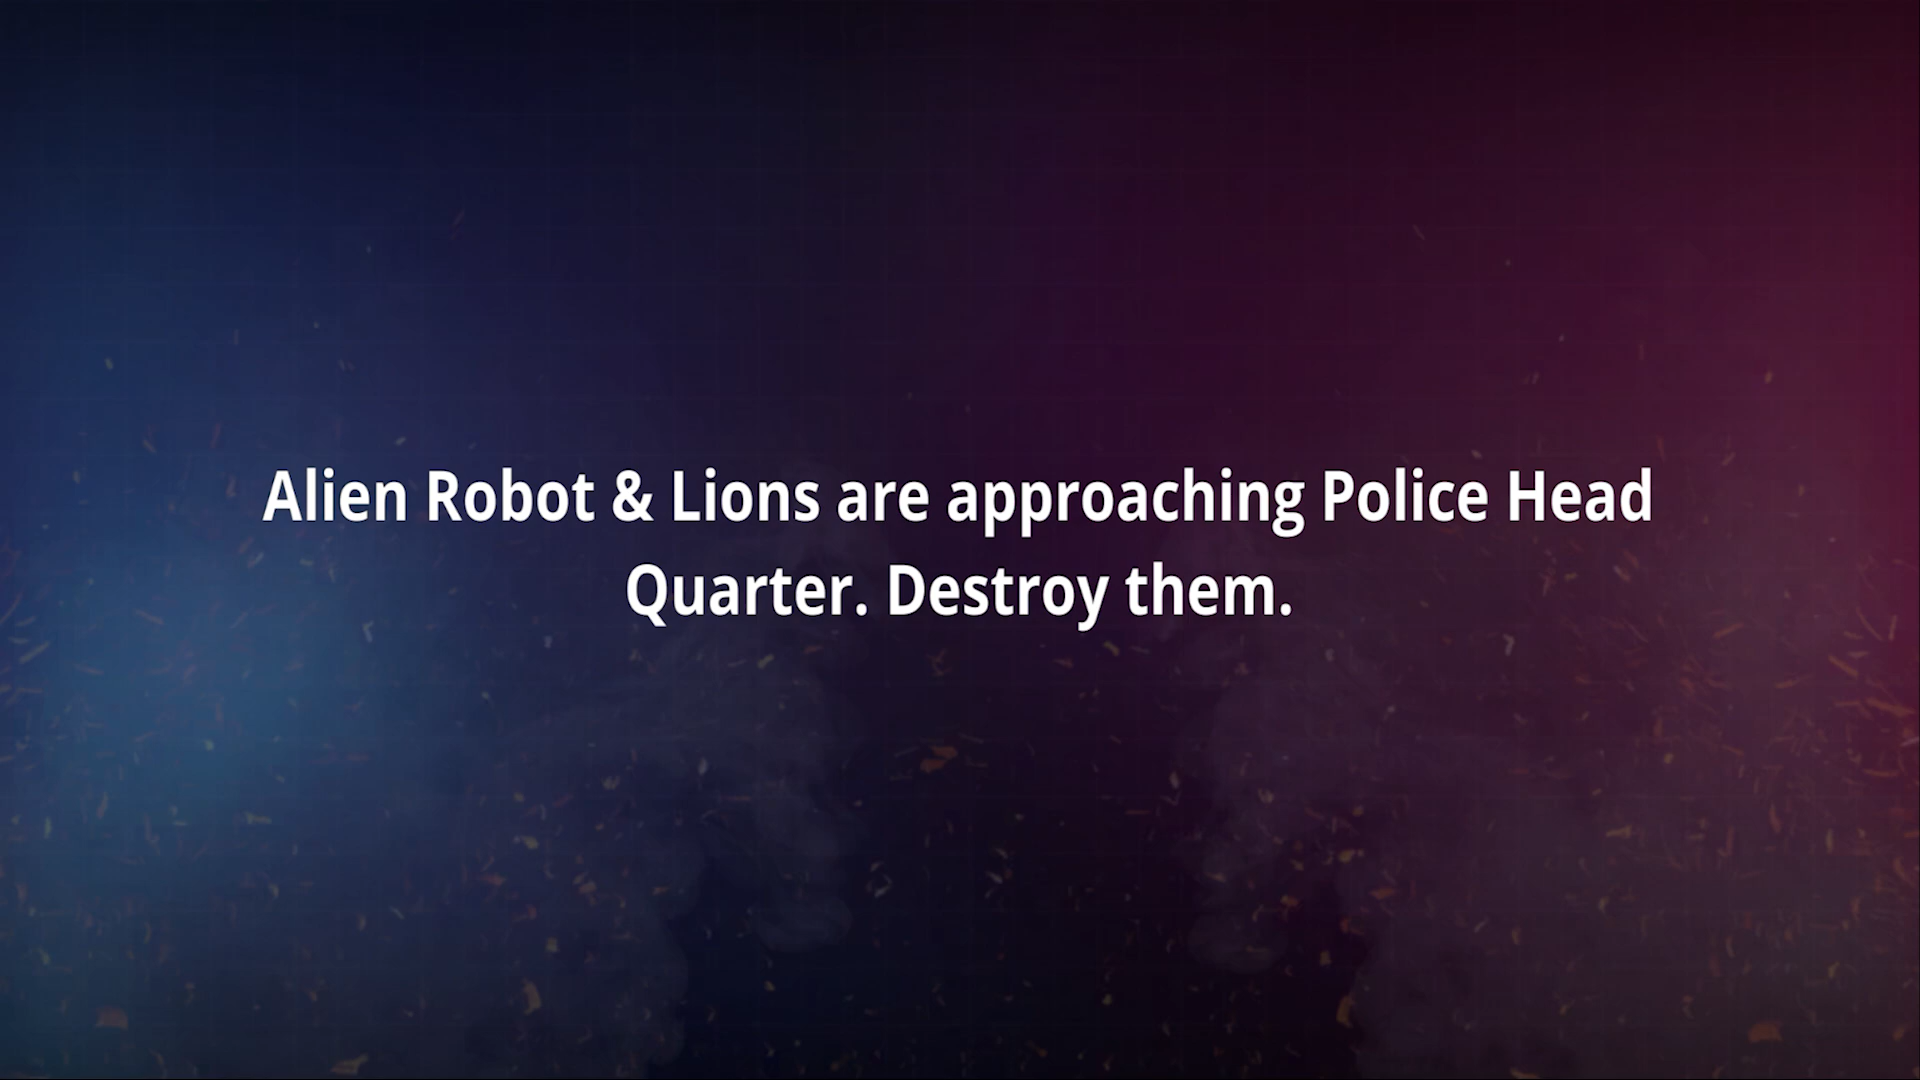 Alien Robot & Lions are approaching Police Head
Quarter. Destroy them.